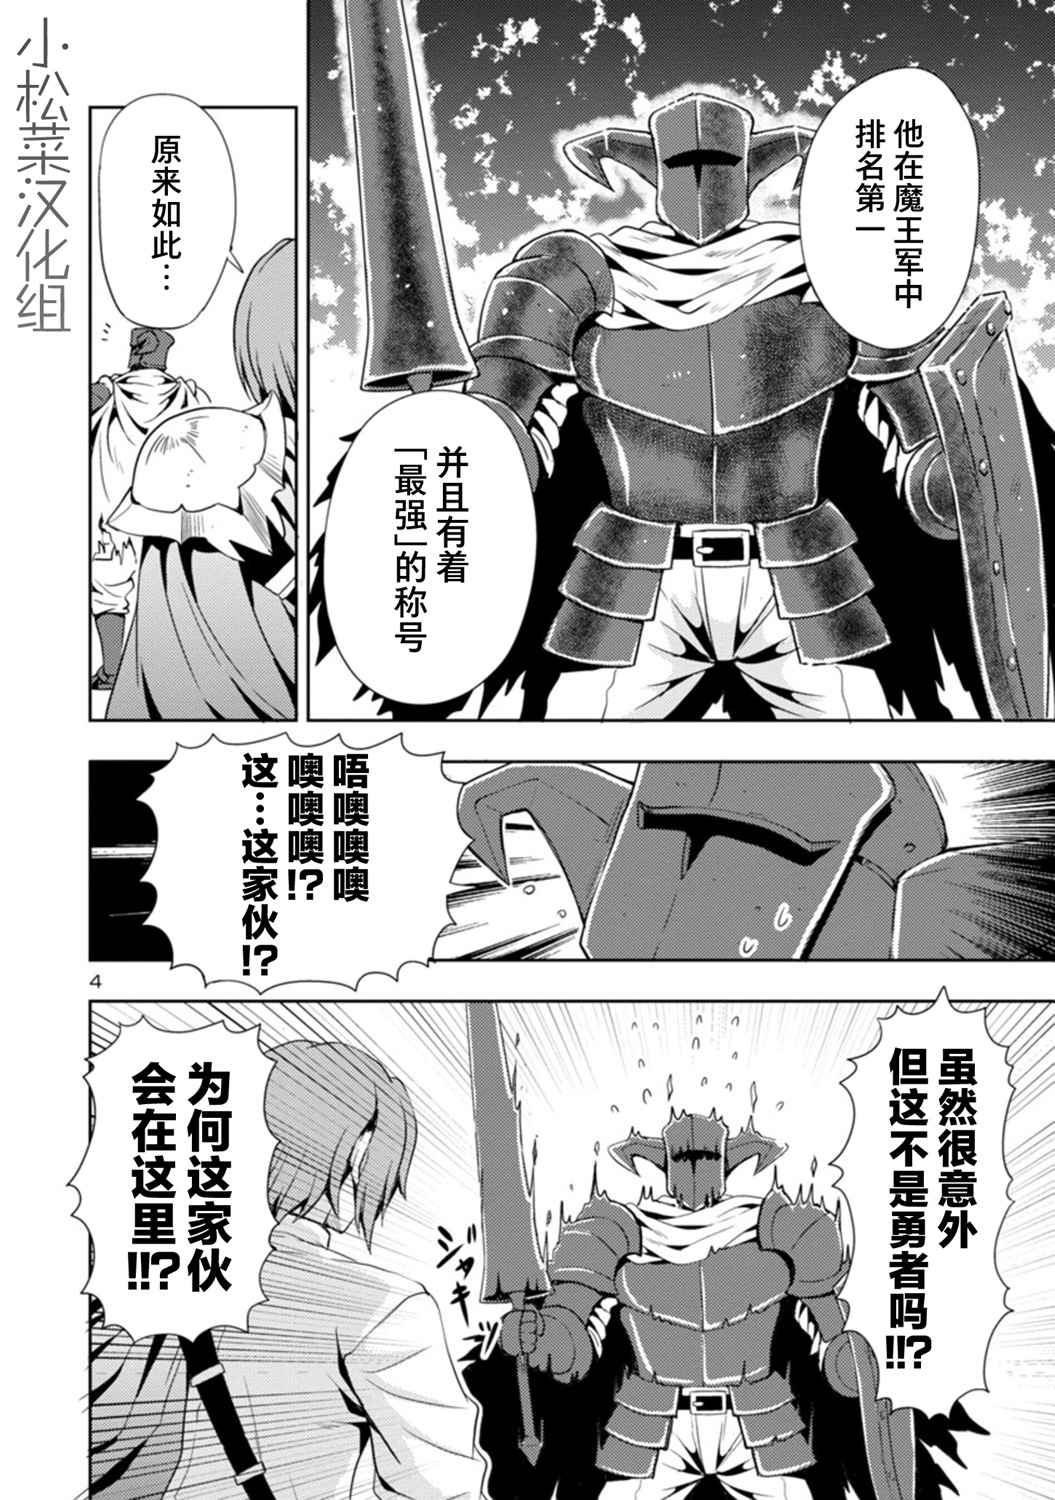 小松菜汉化组
他在魔王军中
排名第一
并且有着
「最强」的称号
原来如此…
唔噢噢噢
噢噢噢!?
这…这家伙!?
4
虽然很意外
但这不是勇者吗!!?
ジャキ
为何这家伙
会在这里!!?